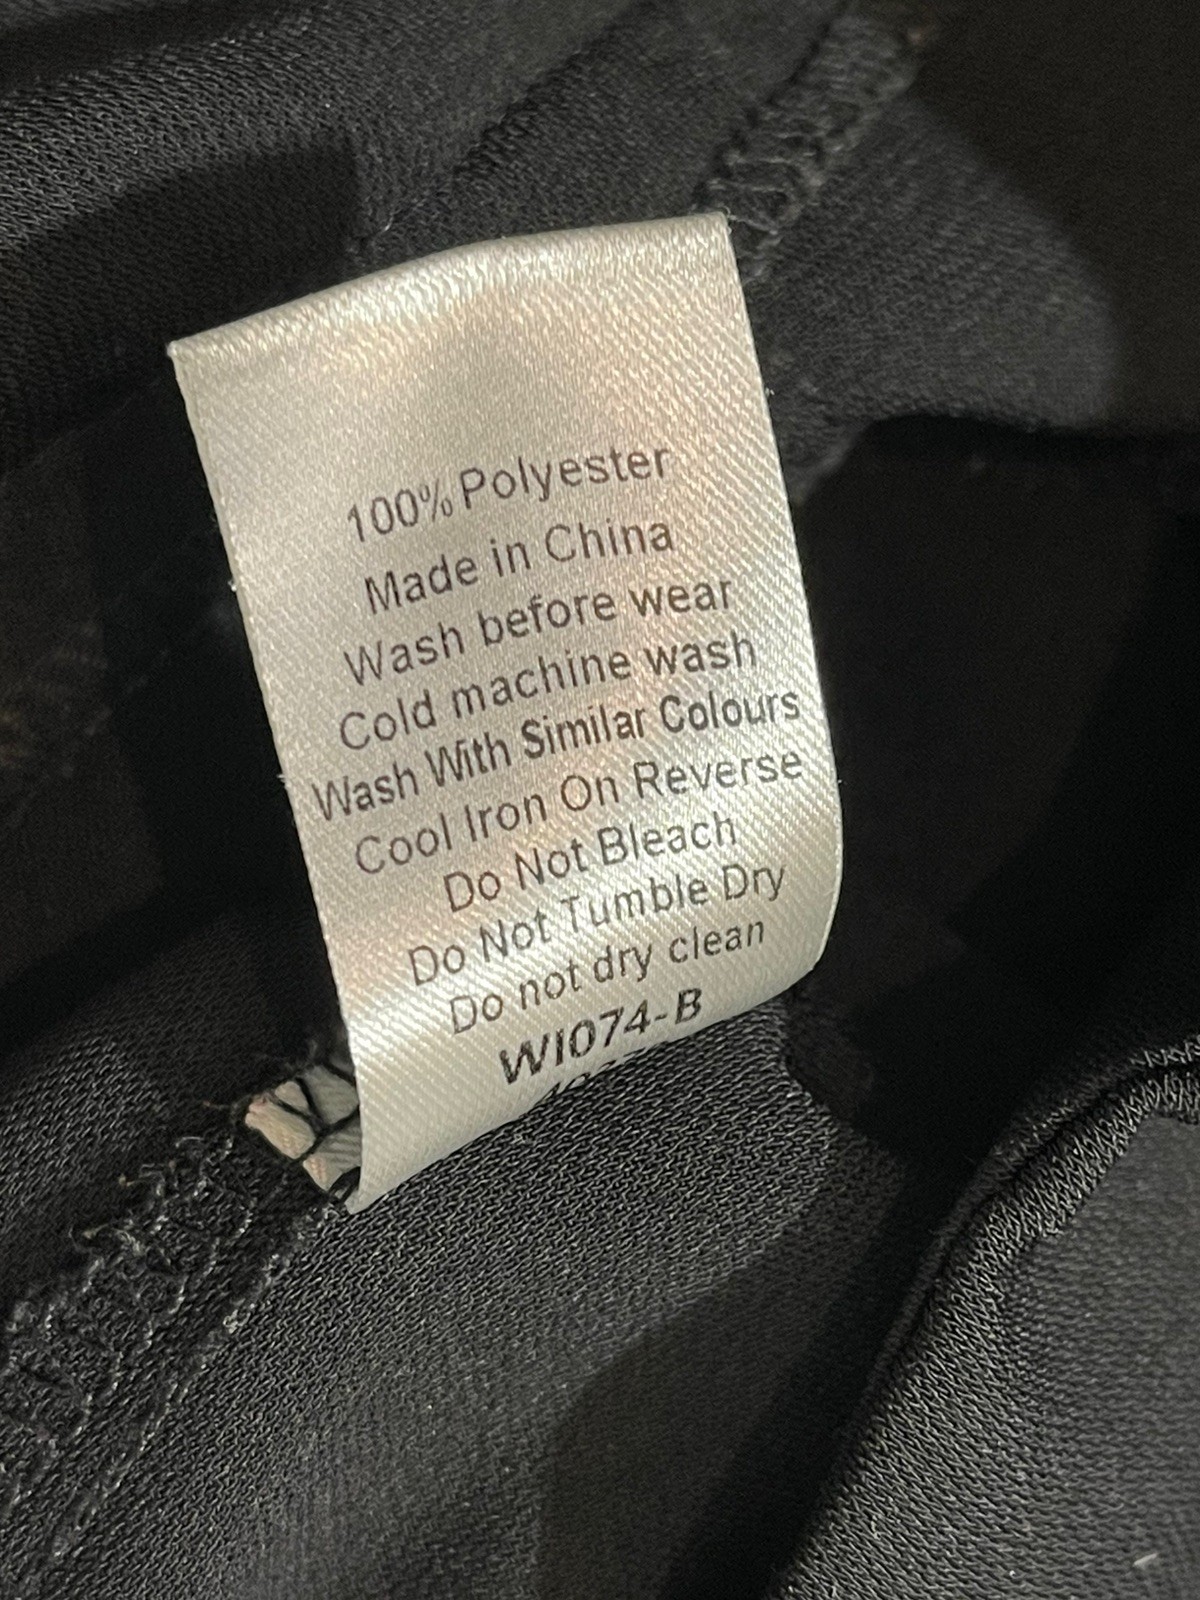 100% Polyester
Made in China
Wash before wear
Cold machine wash
Wash With Similar Colours
Cool Iron On Reverse
Do Not Bleach
Do Not Tumble Dry
Do not dry clean
WI074-B